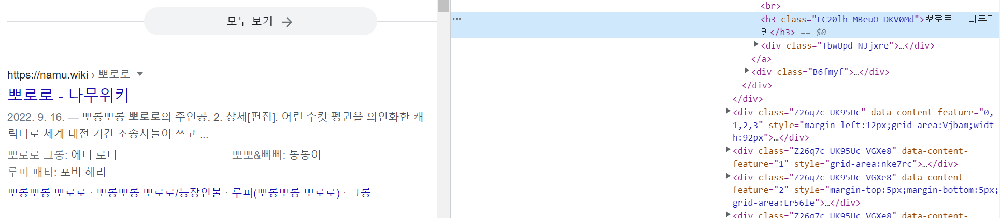 모두 보기 →
https://namu.wiki › 뽀로로
뽀로로 - 나무위키
2022. 9. 16. — 뽀롱뽀롱 뽀로로의 주인공. 2. 상세[편집]. 어린 수컷 펭귄을 의인화한 캐
릭터로 세계 대전 기간 조종사들이 쓰고 ...
뽀로로 크롱: 에디 로디 뽀뽀&삐삐: 통통이
루피 패티: 포비 해리
뽀롱뽀롱 뽀로로 · 뽀롱뽀롱 뽀로로/등장인물 · 루피(뽀롱뽀롱 뽀로로) · 크롱
<br>
<h3 class="LC20lb MBeuO DKV0Md">뽀로로 - 나무위
키</h3> == $0
<div class="TbwUpd NJjxre">…</div>
</a>
<div class="B6fmyf">…</div>
</div>
</div>
<div class="Z26q7c UK95Uc" data-content-feature="0,
1,2,3" style="margin-left:12px;grid-area:Vjbam;widt
h:92px">…</div>
<div class="Z26q7c UK95Uc VGXe8" data-content-
feature="1" style="grid-area:nke7rc">…</div>
<div class="Z26q7c UK95Uc VGXe8" data-content-
feature="2" style="margin-top:5px;margin-bottom:5px;
grid-area:Lr56le">…</div>
<div class="Z26q7c UK95Uc VGXe8" data-content-